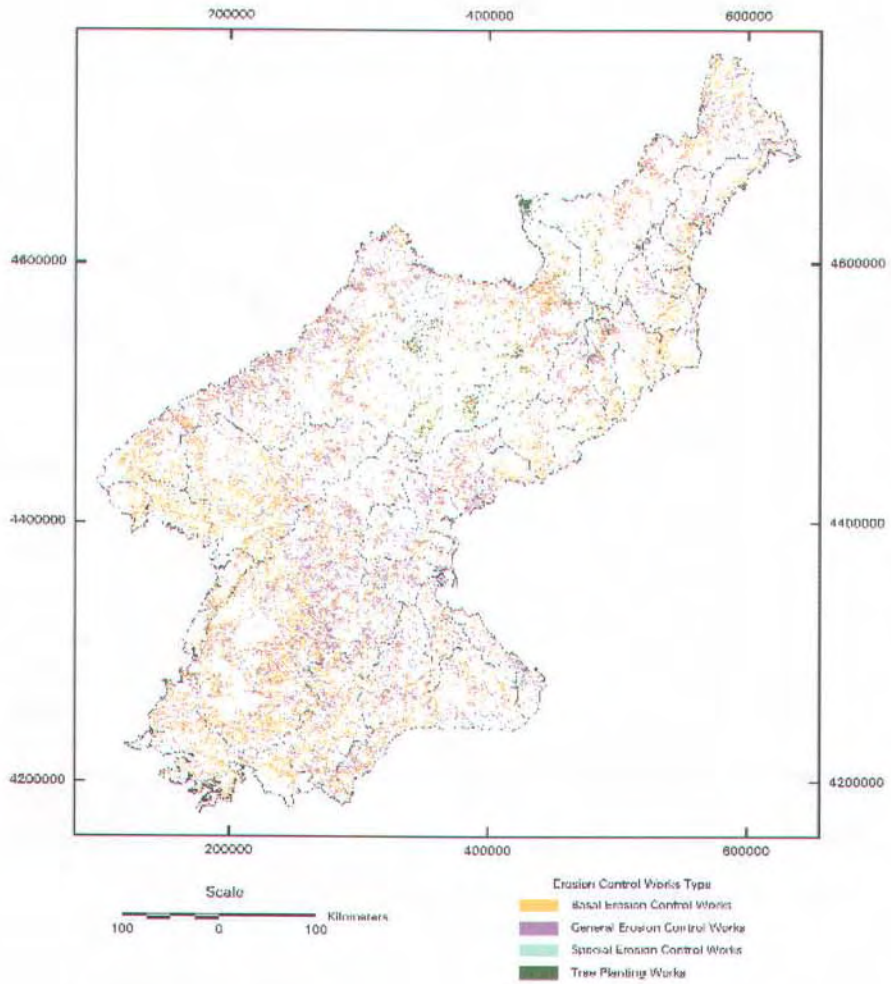 200000 400000 600000
4600000 4600000
4400000 4400000
4200000 4200000
200000 400000 600000
Scale
Kilometers
100 0 100
Erosion Control Works Type
Basal Erosion Control Works
General Erosion Control Works
Special Erosion Control Works
Tree Planting Works